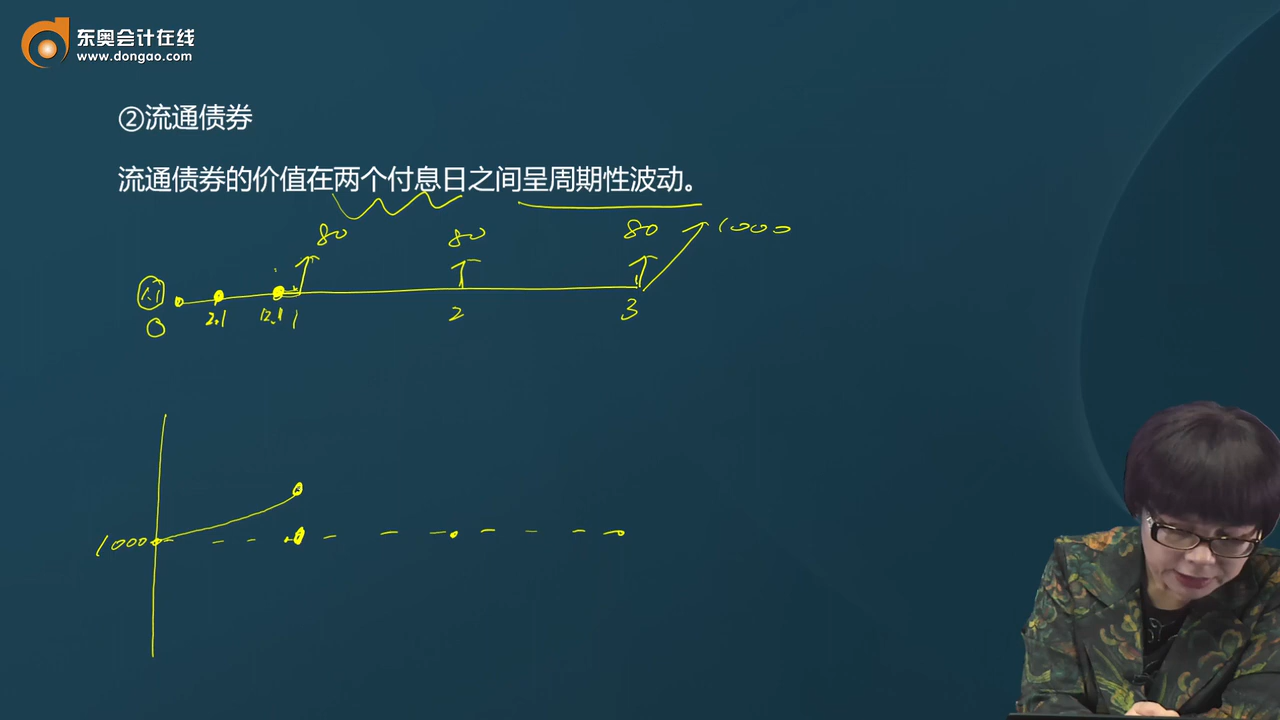 东奥会计在线
www.dongao.com
②流通债券
流通债券的价值在两个付息日之间呈周期性波动。
80 80 80 1000
1.1
0 2.1 12.1 1 2 3
1000